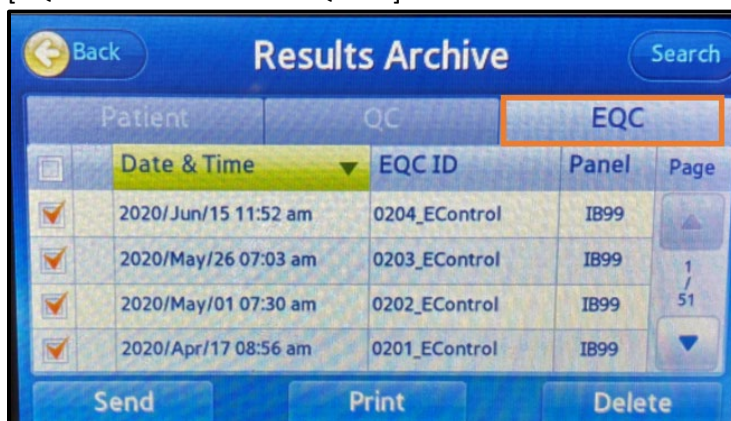 Back Results Archive Search
Patient QC EQC
Date & Time EQC ID Panel Page
2020/Jun/15 11:52 am 0204_EControl IB99
2020/May/26 07:03 am 0203_EControl IB99 1
/
2020/May/01 07:30 am 0202_EControl IB99 51
2020/Apr/17 08:56 am 0201_EControl IB99
Send Print Delete